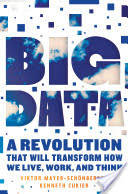 BIG
DATA
A REVOLUTION
THAT WILL TRANSFORM HOW
WE LIVE, WORK, AND THINK
VIKTOR MAYER-SCHÖNBERGER
KENNETH CUKIER